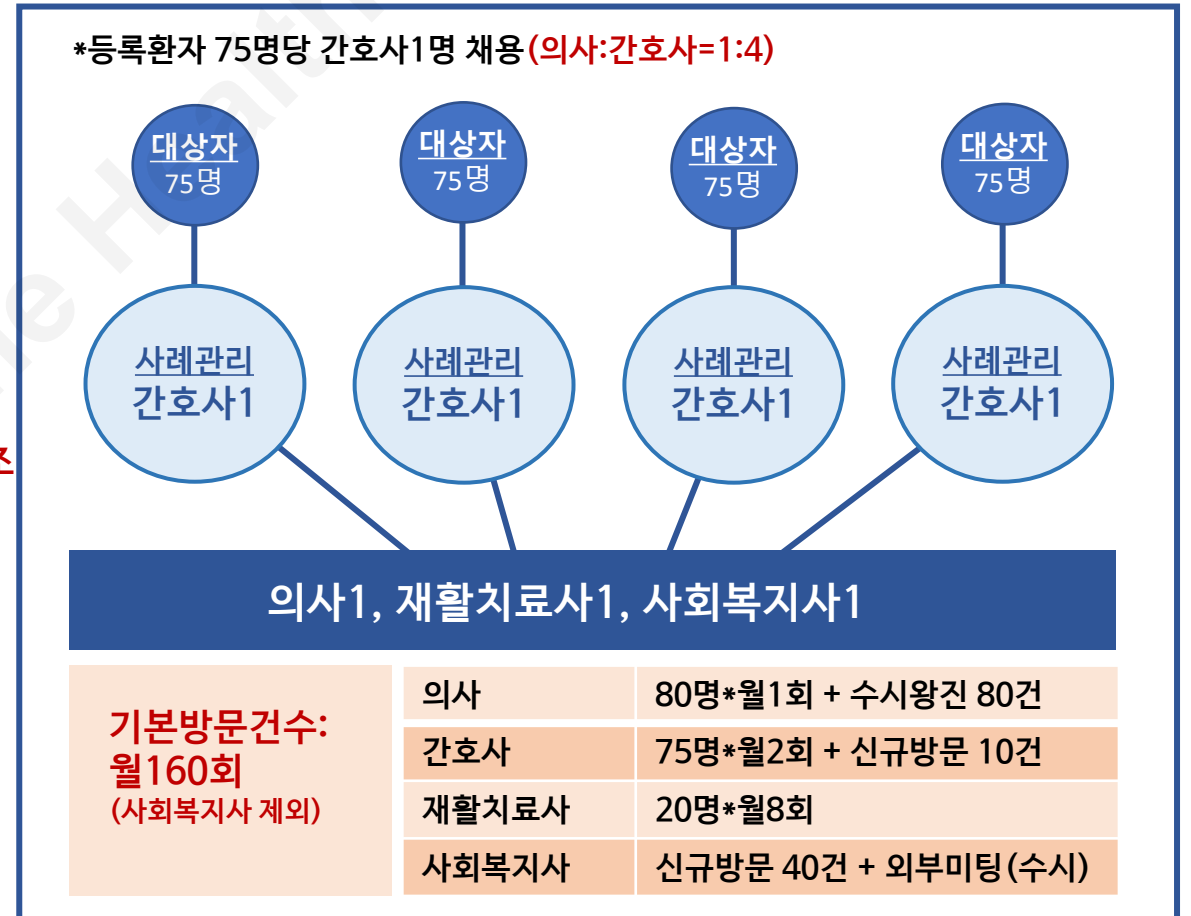 *등록환자 75명당 간호사1명 채용(의사:간호사=1:4)
대상자
75명
대상자
75명
대상자
75명
대상자
75명
사례관리
간호사1
사례관리
간호사1
사례관리
간호사1
사례관리
간호사1
의사1, 재활치료사1, 사회복지사1
기본방문건수:
월160회
(사회복지사 제외)
의사 80명*월1회 + 수시왕진 80건
간호사 75명*월2회 + 신규방문 10건
재활치료사 20명*월8회
사회복지사 신규방문 40건 + 외부미팅(수시)